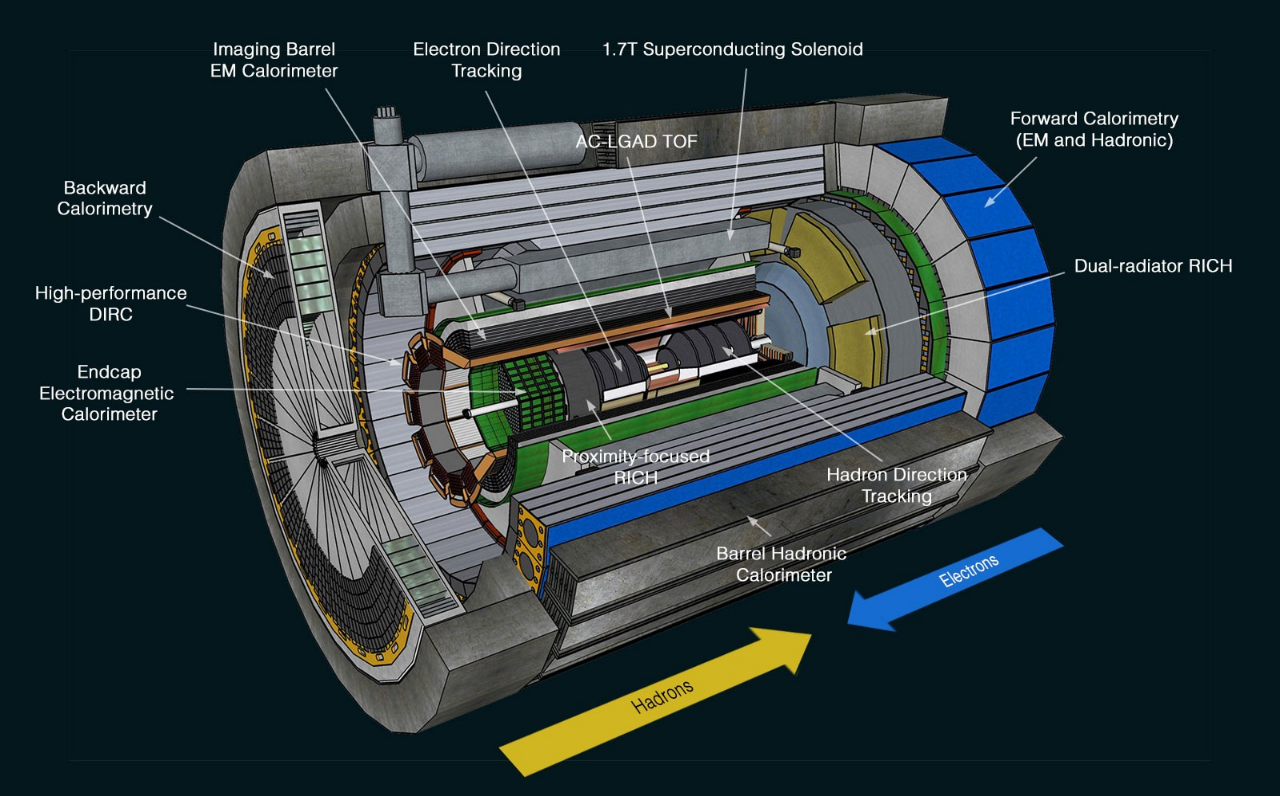 Imaging Barrel
EM Calorimeter
Electron Direction
Tracking
1.7T Superconducting Solenoid
AC-LGAD TOF
Forward Calorimetry
(EM and Hadronic)
Backward
Calorimetry
Dual-radiator RICH
High-performance
DIRC
Endcap
Electromagnetic
Calorimeter
Proximity-focused
RICH
Hadron Direction
Tracking
Barrel Hadronic
Calorimeter
Electrons
Hadrons